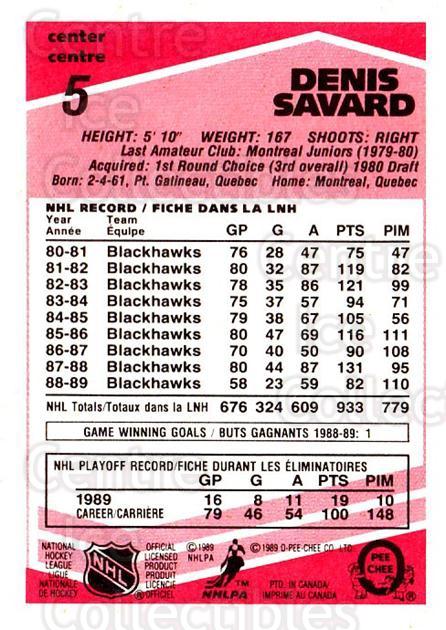 center
centre
5
DENIS
SAVARD
HEIGHT: 5' 10" WEIGHT: 167 SHOOTS: RIGHT
Last Amateur Club: Montreal Juniors (1979-80)
Acquired: 1st Round Choice (3rd overall) 1980 Draft
Born: 2-4-61, Pt. Galineau, Quebec Home: Montreal, Quebec
NHL RECORD / FICHE DANS LA LNH
Year Team
Année Équipe GP G A PTS PIM
80-81 Blackhawks 76 28 47 75 47
81-82 Blackhawks 80 32 87 119 82
82-83 Blackhawks 78 35 86 121 99
83-84 Blackhawks 75 37 57 94 71
84-85 Blackhawks 79 38 67 105 56
85-86 Blackhawks 80 47 69 116 111
86-87 Blackhawks 70 40 50 90 108
87-88 Blackhawks 80 44 87 131 95
88-89 Blackhawks 58 23 59 82 110
NHL Totals/Totaux dans la LNH 676 324 609 933 779
GAME WINNING GOALS / BUTS GAGNANTS 1988-89: 1
NHL PLAYOFF RECORD/FICHE DURANT LES ÉLIMINATOIRES
GP G A PTS PIM
1989 16 8 11 19 10
CAREER/CARRIÈRE 79 46 54 100 148
NATIONAL
HOCKEY
LEAGUE
LIGUE
NATIONALE
DE HOCKEY
NHL
OFFICIAL
LICENSED
PRODUCT
PRODUIT
OFFICIEL
LICENCIÉ
©1989
NHLPA
NHLPA
TM
© 1989 O-PEE-CHEE CO. LTD.
PTD. IN CANADA/
IMPRIMÉ AU CANADA
O
PEE
CHEE
®
Center
Ice
Collectibles